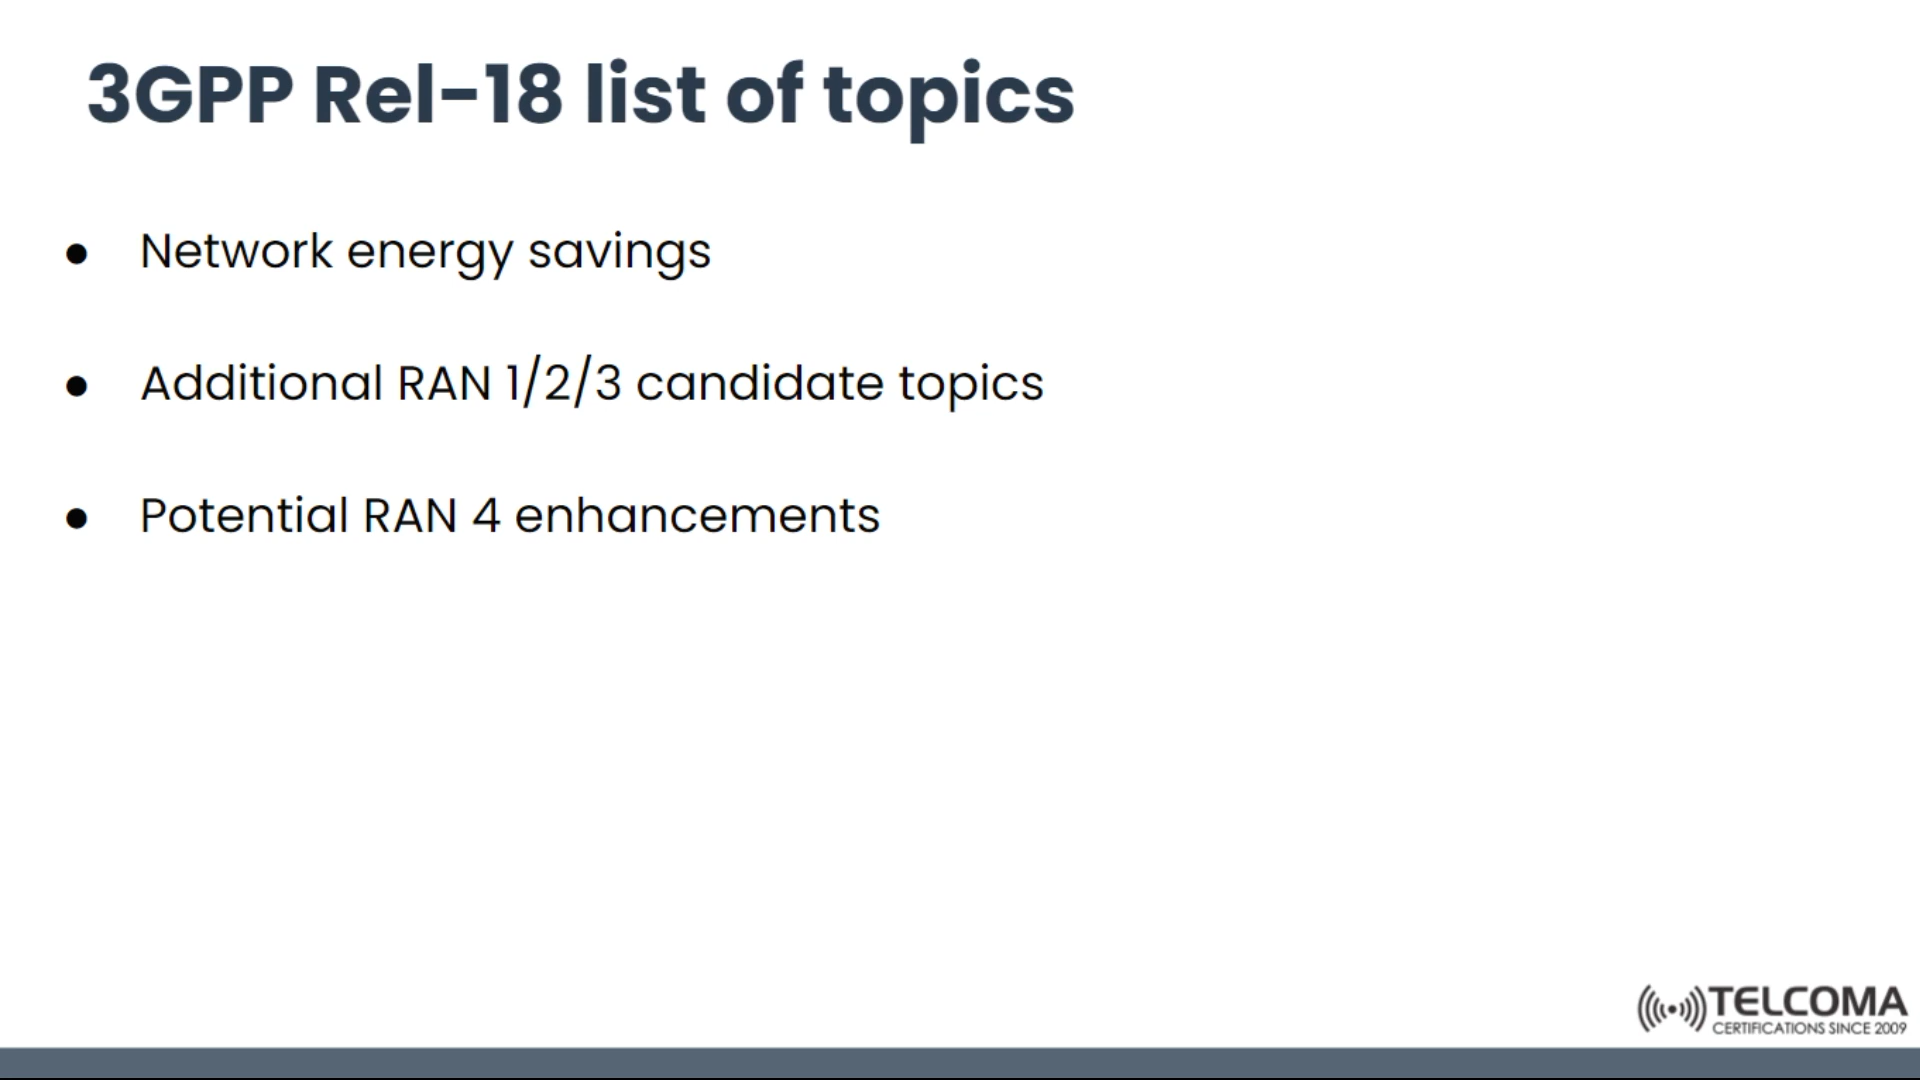 3GPP Rel-18 list of topics
● Network energy savings
● Additional RAN 1/2/3 candidate topics
● Potential RAN 4 enhancements
TELCOMA
CERTIFICATIONS SINCE 2009